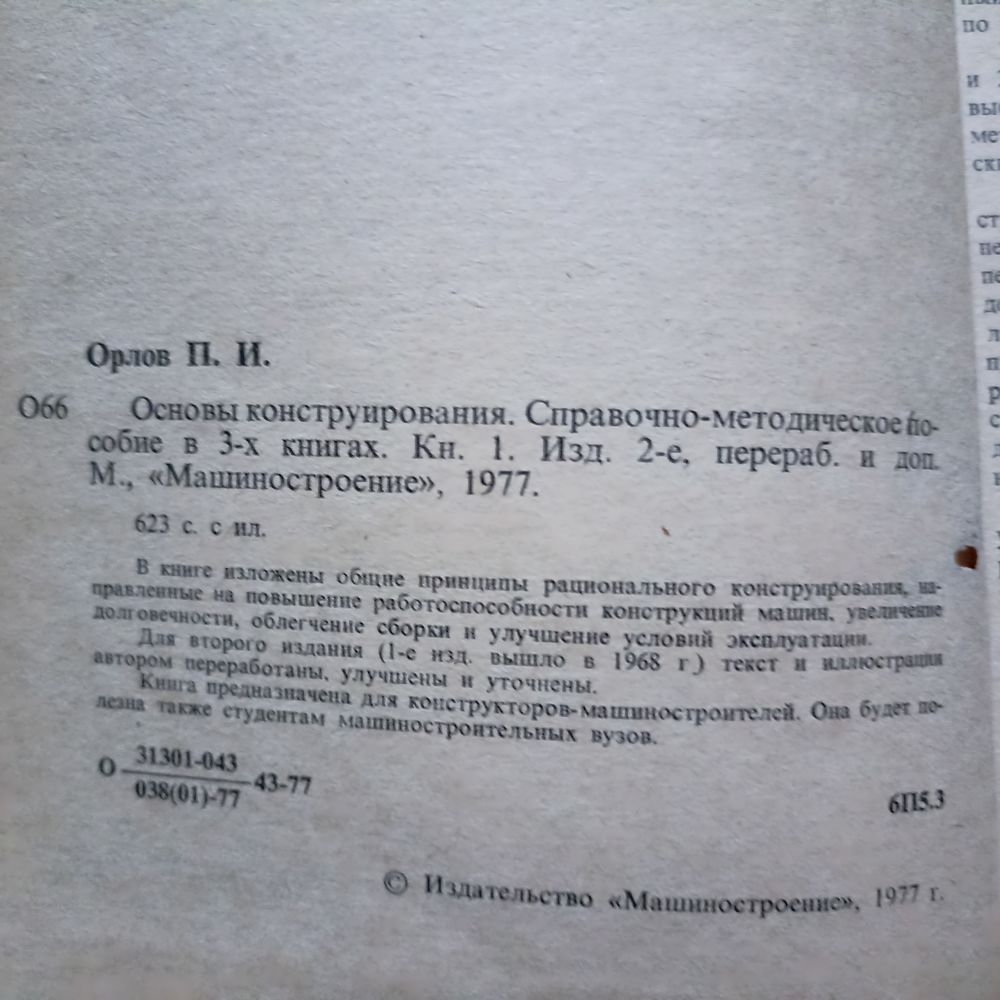 Орлов П. И.
О66 Основы конструирования. Справочно-методическое по-
собие в 3-х книгах. Кн. 1. Изд. 2-е, перераб. и доп.
М., «Машиностроение», 1977.
623 с. с ил.
В книге изложены общие принципы рационального конструирования, на-
правленные на повышение работоспособности конструкций машин, увеличение
долговечности, облегчение сборки и улучшение условий эксплуатации.
Для второго издания (1-е изд. вышло в 1968 г.) текст и иллюстрации
автором переработаны, улучшены и уточнены.
Книга предназначена для конструкторов-машиностроителей. Она будет по-
лезна также студентам машиностроительных вузов.
О 31301-043 43-77
038(01)-77
6П5.3
© Издательство «Машиностроение», 1977 г.